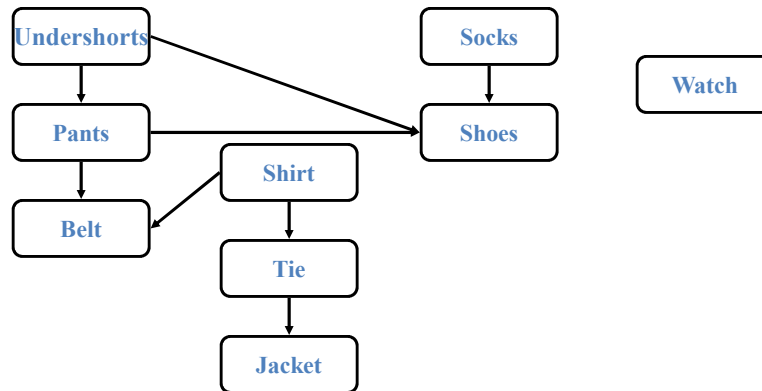 Undershorts
Socks
Watch
Pants
Shoes
Shirt
Belt
Tie
Jacket